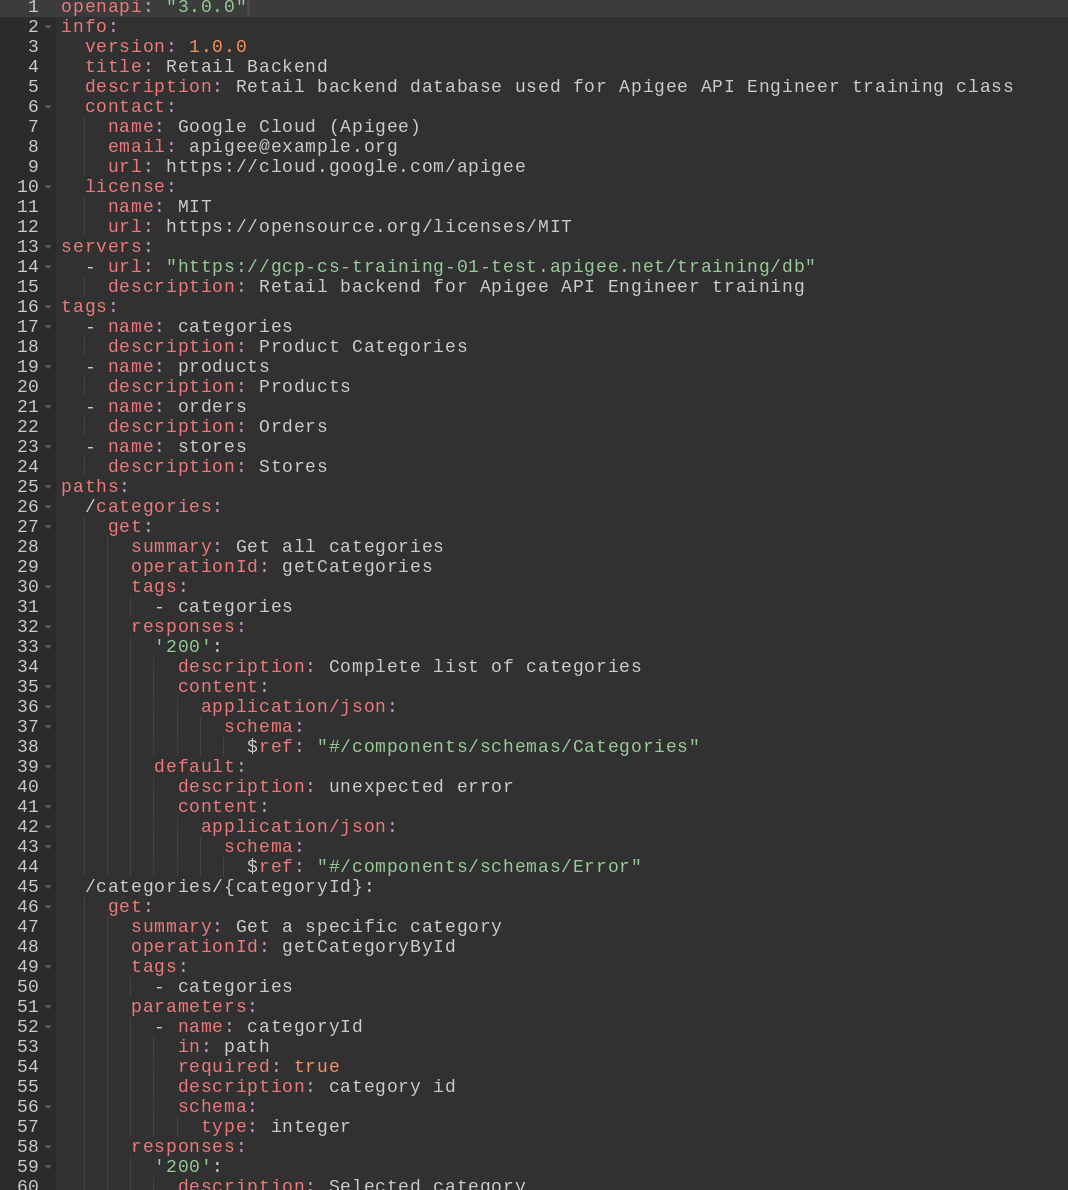 1 openapi: "3.0.0"
2 info:
3   version: 1.0.0
4   title: Retail Backend
5   description: Retail backend database used for Apigee API Engineer training class
6   contact:
7     name: Google Cloud (Apigee)
8     email: apigee@example.org
9     url: https://cloud.google.com/apigee
10   license:
11     name: MIT
12     url: https://opensource.org/licenses/MIT
13 servers:
14   - url: "https://gcp-cs-training-01-test.apigee.net/training/db"
15     description: Retail backend for Apigee API Engineer training
16 tags:
17   - name: categories
18     description: Product Categories
19   - name: products
20     description: Products
21   - name: orders
22     description: Orders
23   - name: stores
24     description: Stores
25 paths:
26   /categories:
27     get:
28       summary: Get all categories
29       operationId: getCategories
30       tags:
31         - categories
32       responses:
33         '200':
34           description: Complete list of categories
35           content:
36             application/json:
37               schema:
38                 $ref: "#/components/schemas/Categories"
39         default:
40           description: unexpected error
41           content:
42             application/json:
43               schema:
44                 $ref: "#/components/schemas/Error"
45   /categories/{categoryId}:
46     get:
47       summary: Get a specific category
48       operationId: getCategoryById
49       tags:
50         - categories
51       parameters:
52         - name: categoryId
53           in: path
54           required: true
55           description: category id
56           schema:
57             type: integer
58       responses:
59         '200':
60           description: Selected category